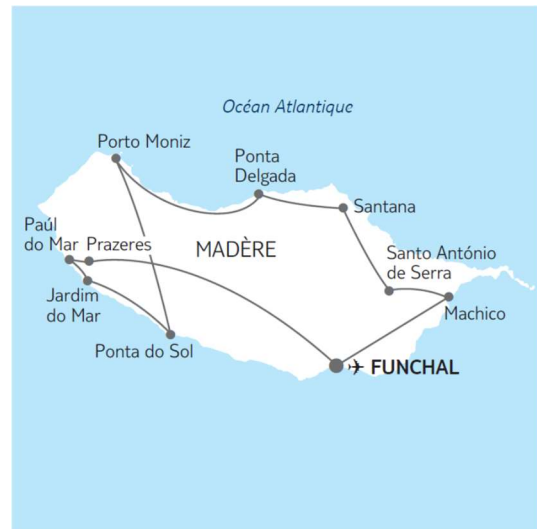 Océan Atlantique
Porto Moniz
Ponta
Delgada
Santana
Paúl
do Mar
Prazeres
MADÈRE
Santo António
de Serra
Jardim
do Mar
Machico
Ponta do Sol
FUNCHAL